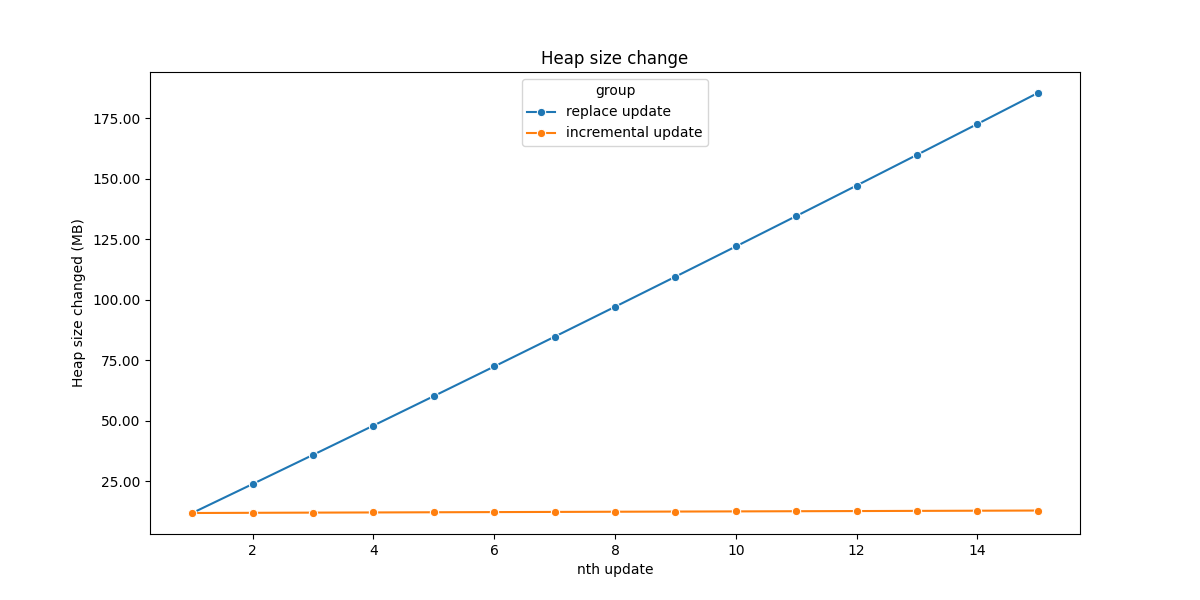 Heap size change
group
replace update
incremental update
Heap size changed (MB)
175.00
150.00
125.00
100.00
75.00
50.00
25.00
2 4 6 8 10 12 14
nth update